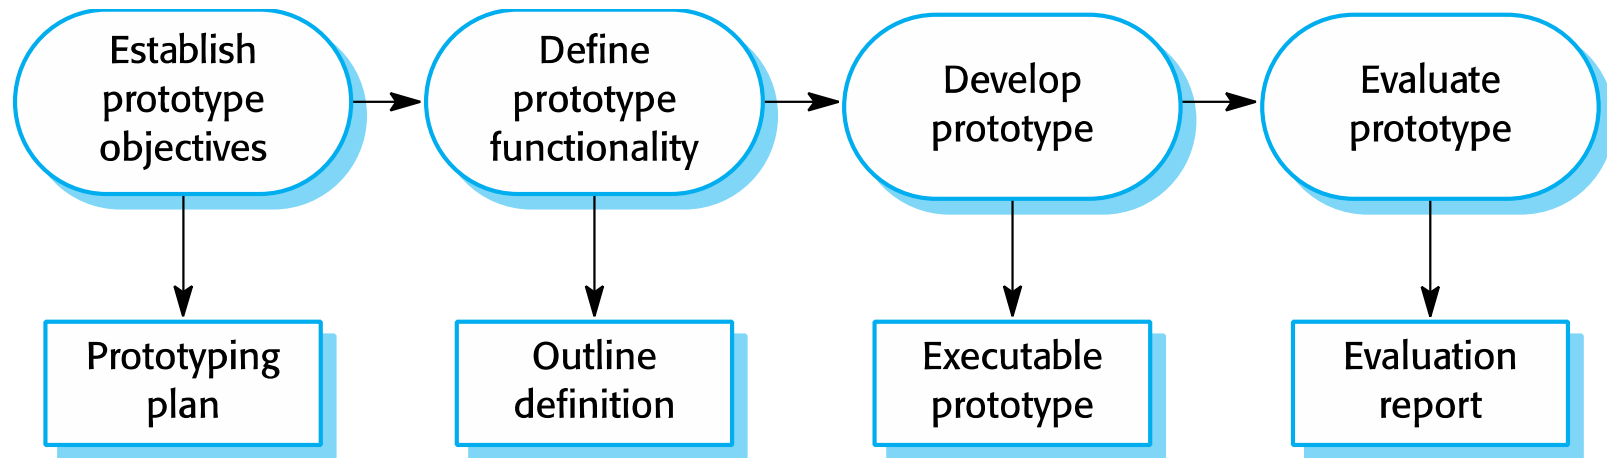 Establish
prototype
objectives
Define
prototype
functionality
Develop
prototype
Evaluate
prototype
Prototyping
plan
Outline
definition
Executable
prototype
Evaluation
report